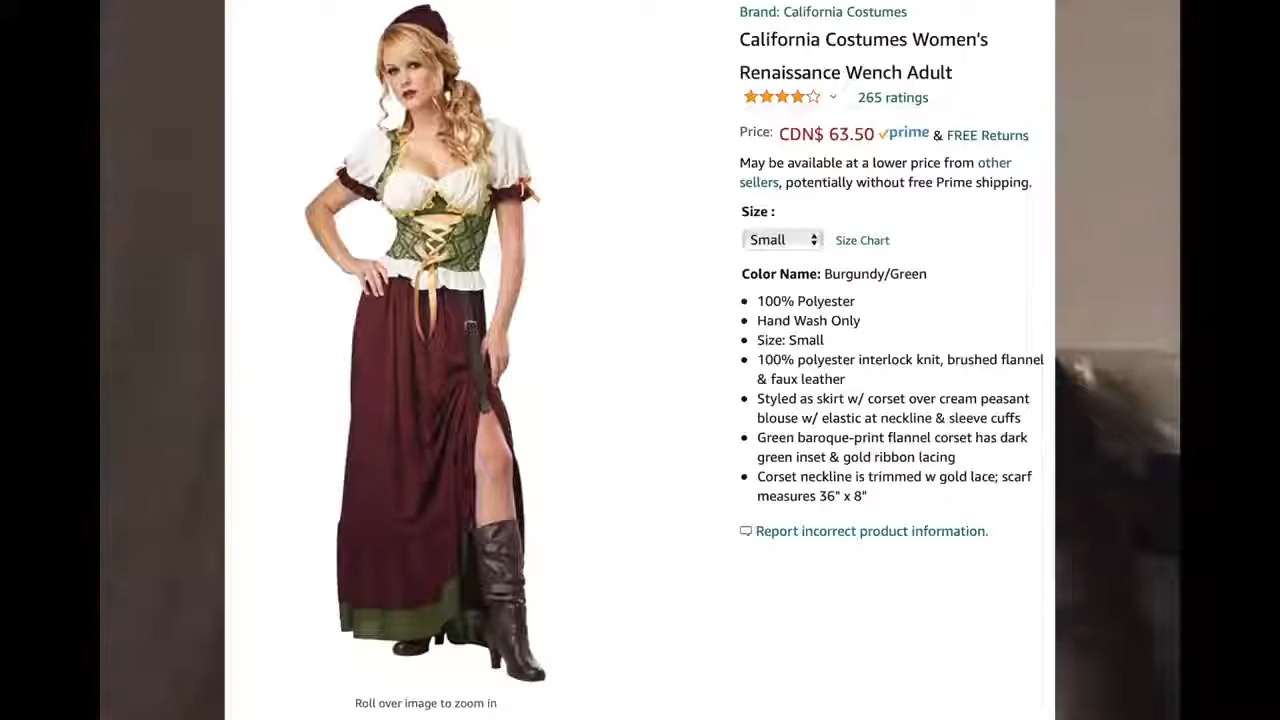 Brand: California Costumes
California Costumes Women's
Renaissance Wench Adult
265 ratings
Price: CDN$ 63.50 prime & FREE Returns
May be available at a lower price from other
sellers, potentially without free Prime shipping.
Size :
Small Size Chart
Color Name: Burgundy/Green
• 100% Polyester
• Hand Wash Only
• Size: Small
• 100% polyester interlock knit, brushed flannel
& faux leather
• Styled as skirt w/ corset over cream peasant
blouse w/ elastic at neckline & sleeve cuffs
• Green baroque-print flannel corset has dark
green inset & gold ribbon lacing
• Corset neckline is trimmed w gold lace; scarf
measures 36" x 8"
Report incorrect product information.
Roll over image to zoom in